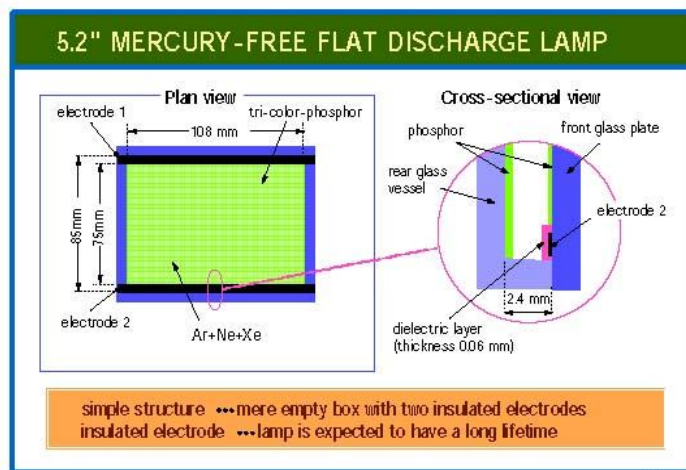 5.2" MERCURY-FREE FLAT DISCHARGE LAMP
Plan view
electrode 1
tri-color-phosphor
108 mm
85mm
75mm
electrode 2
Ar+Ne+Xe
Cross-sectional view
phosphor
front glass plate
rear glass
vessel
electrode 2
2.4 mm
dielectric layer
(thickness 0.06 mm)
simple structure •••mere empty box with two insulated electrodes
insulated electrode •••lamp is expected to have a long lifetime